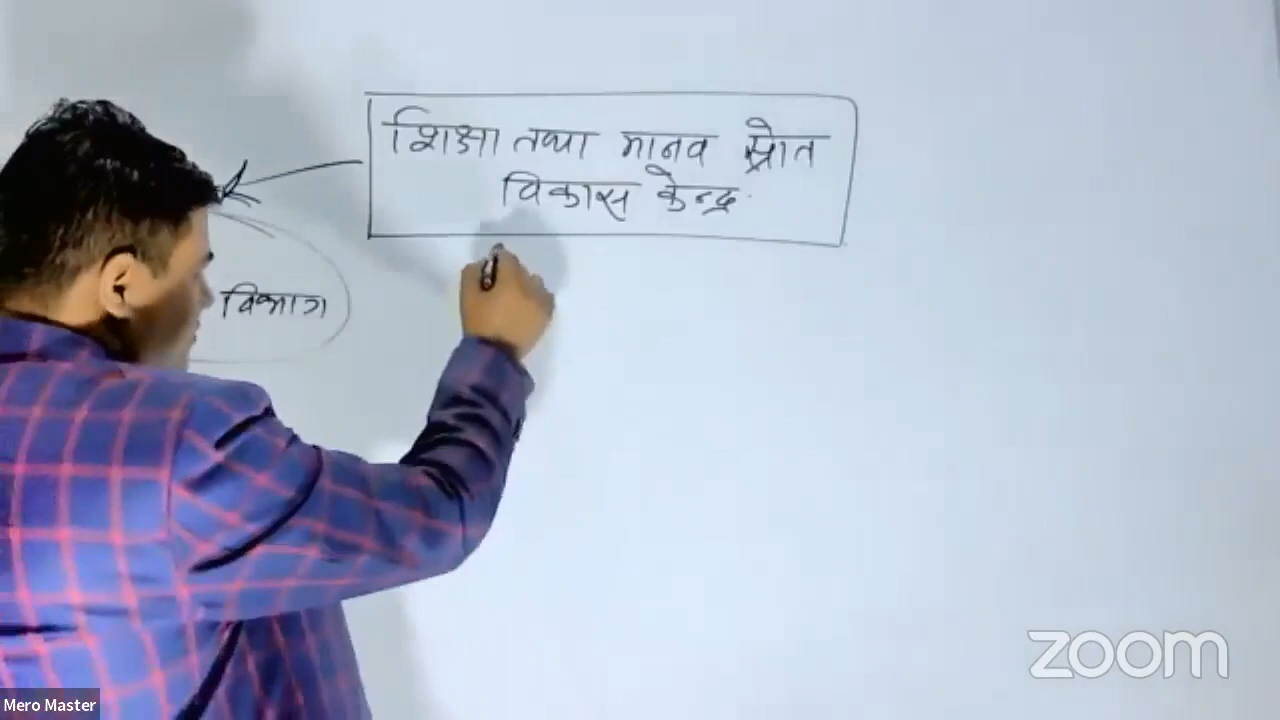 शिक्षा तथा मानव स्रोत
विकास केन्द्र
विभाग
zoom
Mero Master